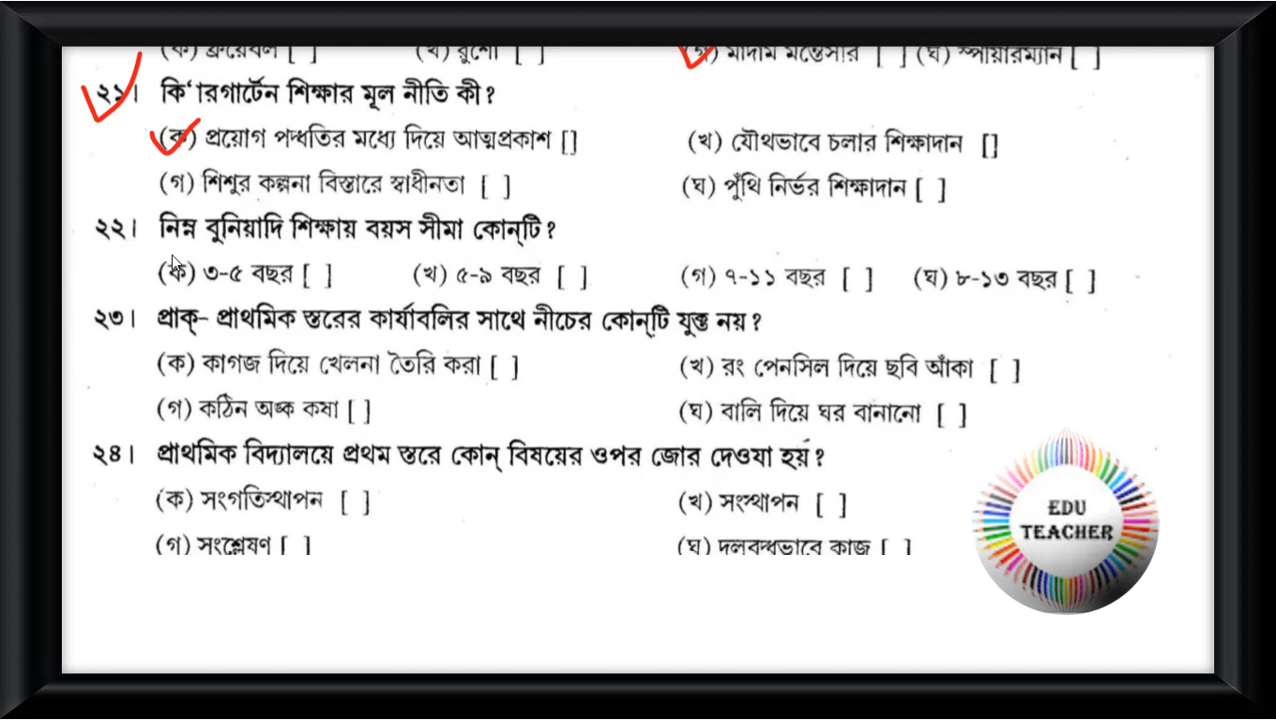 (ক) ফ্রয়েবল [ ] (খ) রুশো [ ] (গ) মাদাম মন্তেসরি [ ] (ঘ) স্পীয়ারম্যান [ ]
২১। কি‘ারগার্টেন শিক্ষার মূল নীতি কী?
(ক) প্রয়োগ পদ্ধতির মধ্যে দিয়ে আত্মপ্রকাশ [] (খ) যৌথভাবে চলার শিক্ষাদান []
(গ) শিশুর কল্পনা বিস্তারে স্বাধীনতা [ ] (ঘ) পুঁথি নির্ভর শিক্ষাদান [ ]
২২। নিম্ন বুনিয়াদি শিক্ষায় বয়স সীমা কোন্‌টি?
(ক) ৩-৫ বছর [ ] (খ) ৫-৯ বছর [ ] (গ) ৭-১১ বছর [ ] (ঘ) ৮-১৩ বছর [ ]
২৩। প্রাক্- প্রাথমিক স্তরের কার্যাবলির সাথে নীচের কোন্‌টি যুক্ত নয়?
(ক) কাগজ দিয়ে খেলনা তৈরি করা [ ] (খ) রং পেনসিল দিয়ে ছবি আঁকা [ ]
(গ) কঠিন অঙ্ক কষা [ ] (ঘ) বালি দিয়ে ঘর বানানো [ ]
২৪। প্রাথমিক বিদ্যালয়ে প্রথম স্তরে কোন্ বিষয়ের ওপর জোর দেওযা হয়?
(ক) সংগতিস্থাপন [ ] (খ) সংস্থাপন [ ]
(গ) সংশ্লেষণ [ ] (ঘ) দলবদ্ধভাবে কাজ [ ]
EDU
TEACHER